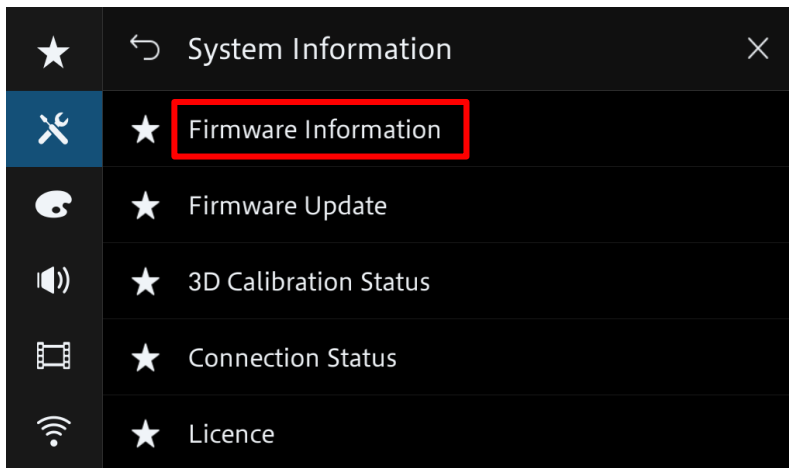 System Information
Firmware Information
Firmware Update
3D Calibration Status
Connection Status
Licence